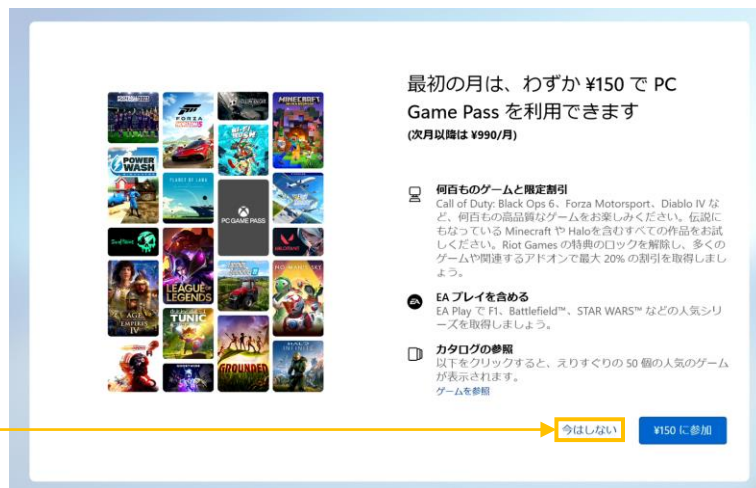 最初の月は、わずか ¥150 で PC
Game Pass を利用できます
(次月以降は ¥990/月)
何百ものゲームと限定割引
Call of Duty: Black Ops 6、Forza Motorsport、Diablo IV な
ど、何百もの高品質なゲームをお楽しみください。伝説に
もなっている Minecraft や Haloを含むすべての作品をお試
しください。Riot Games の特典のロックを解除し、多くの
ゲームや関連するアドオンで最大 20% の割引を取得しまし
ょう。
EA プレイを含める
EA Play で F1、Battlefield™、STAR WARS™ などの人気シリ
ーズを取得しましょう。
カタログの参照
以下をクリックすると、えりすぐりの 50 個の人気のゲーム
が表示されます。
ゲームを参照
今はしない
¥150 に参加
FORZA
MINECRAFT
POWER
WASH
PLANET OF LANA
PC GAME PASS
LEAGUE OF
LEGENDS
NO MAN'S SKY
AGE
EMPIRES
IV
TUNIC
GROUNDED
HALO
INFINITE